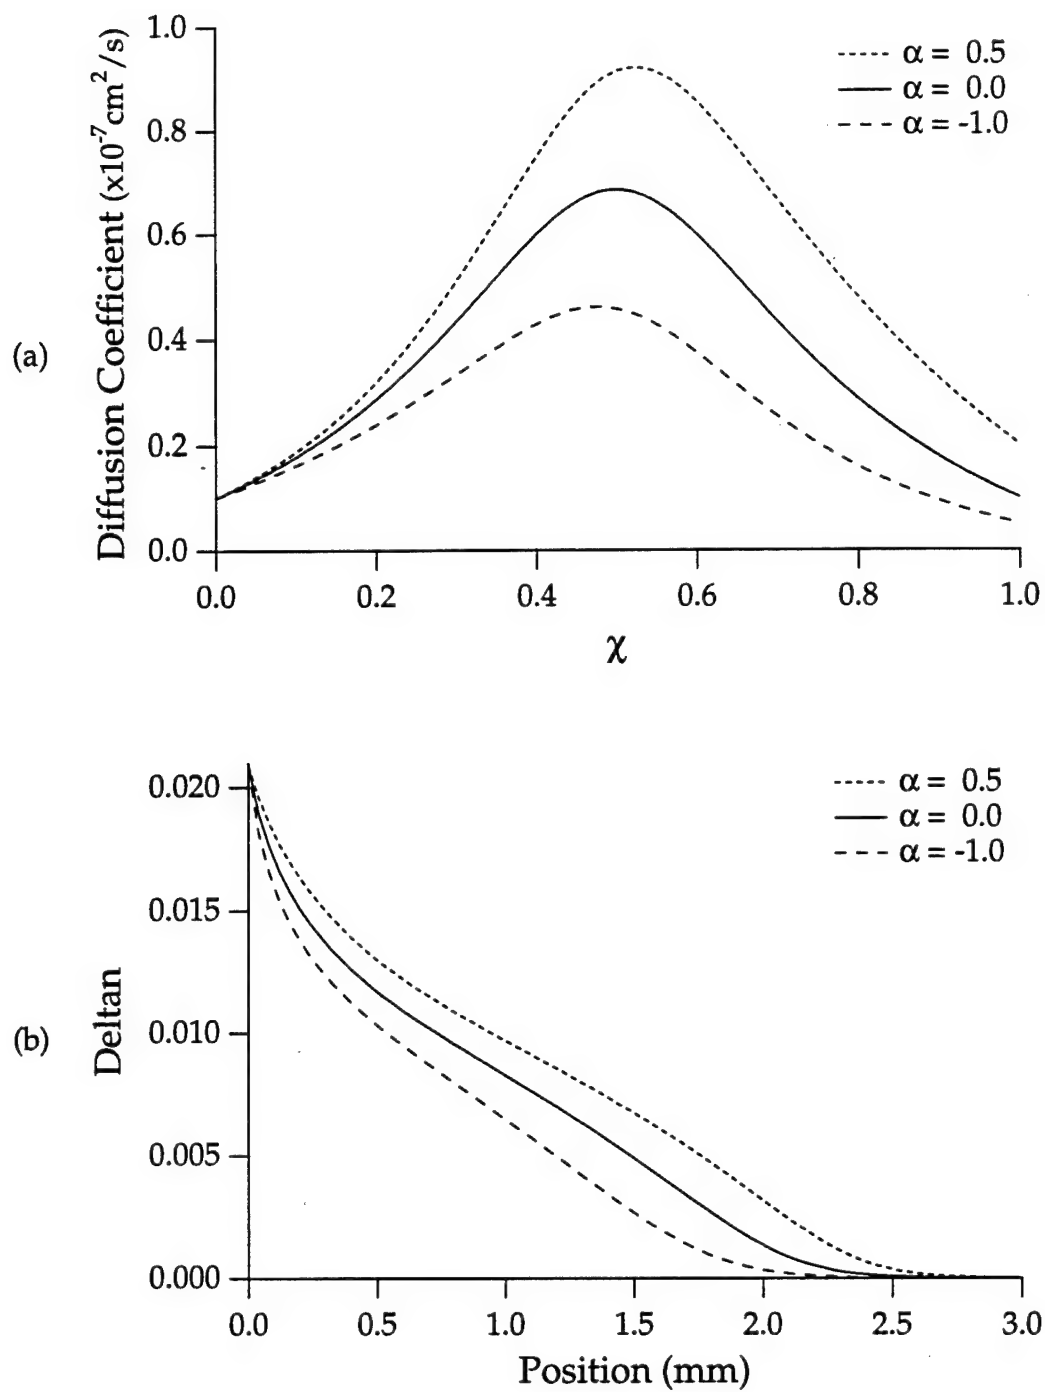 1.0
0.8
0.6
0.4
0.2
0.0
Diffusion Coefficient (x10⁻⁷cm²/s)
α = 0.5
α = 0.0
α = -1.0
(a)
0.0 0.2 0.4 0.6 0.8 1.0
χ
0.020
0.015
0.010
0.005
0.000
Deltan
α = 0.5
α = 0.0
α = -1.0
(b)
0.0 0.5 1.0 1.5 2.0 2.5 3.0
Position (mm)